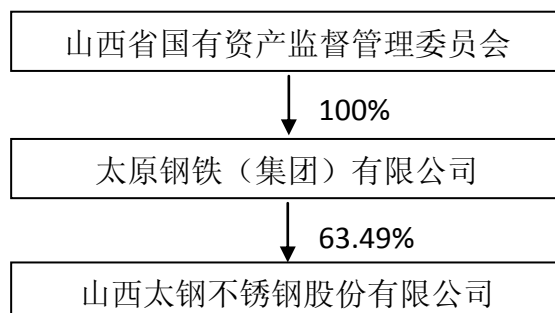 山西省国有资产监督管理委员会
100%
太原钢铁（集团）有限公司
63.49%
山西太钢不锈钢股份有限公司